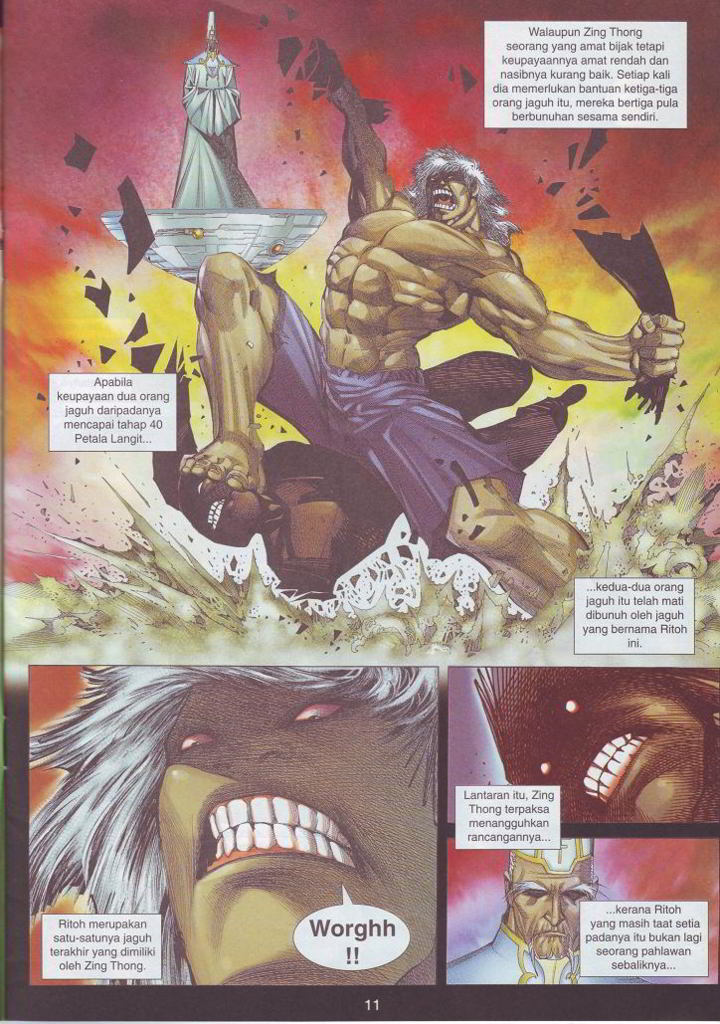 Walaupun Zing Thong
seorang yang amat bijak tetapi
keupayaannya amat rendah dan
nasibnya kurang baik. Setiap kali
dia memerlukan bantuan ketiga-tiga
orang jaguh itu, mereka bertiga pula
berbunuhan sesama sendiri.
Apabila
keupayaan dua orang
jaguh daripadanya
mencapai tahap 40
Petala Langit...
...kedua-dua orang
jaguh itu telah mati
dibunuh oleh jaguh
yang bernama Ritoh
ini.
Ritoh merupakan
satu-satunya jaguh
terakhir yang dimiliki
oleh Zing Thong.
Worghh
!!
Lantaran itu, Zing
Thong terpaksa
menangguhkan
rancangannya...
...kerana Ritoh
yang masih taat setia
padanya itu bukan lagi
seorang pahlawan
sebaliknya...
11